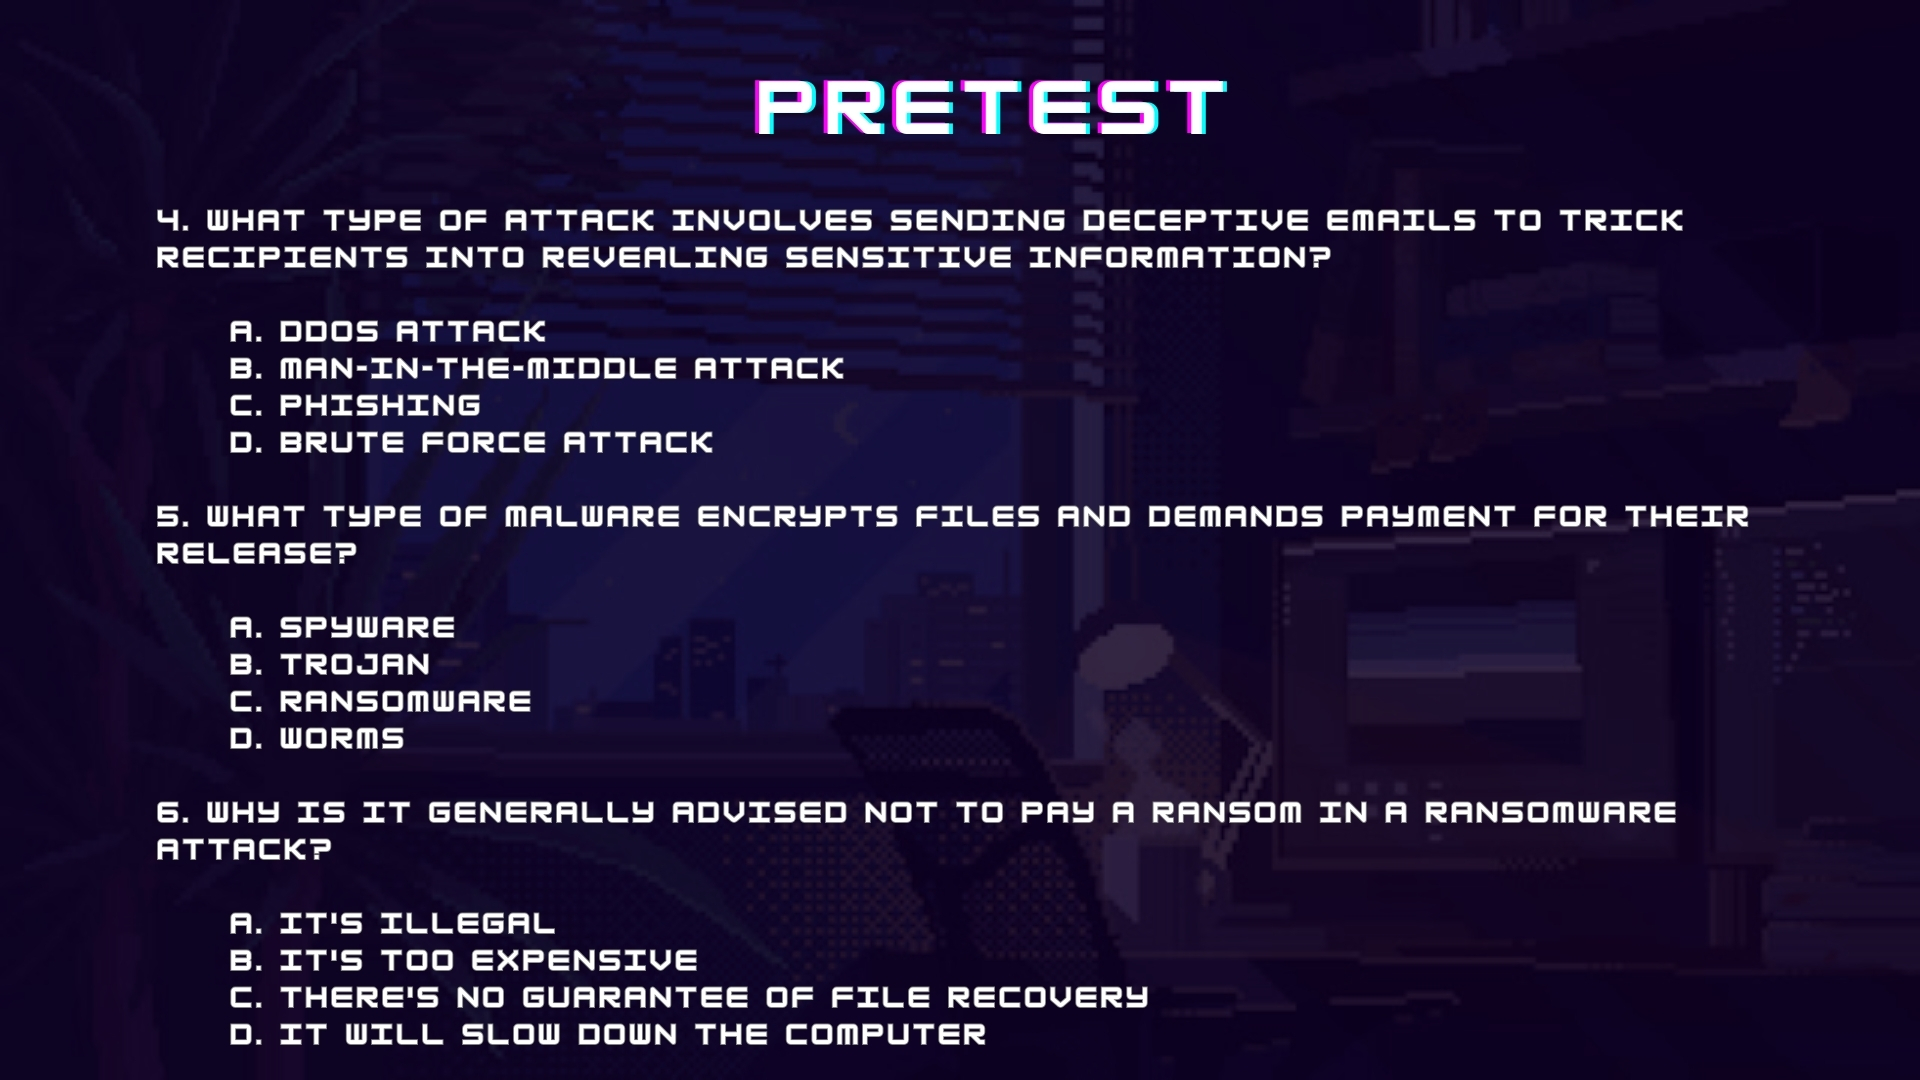 PRETEST
4. WHAT TYPE OF ATTACK INVOLVES SENDING DECEPTIVE EMAILS TO TRICK
RECIPIENTS INTO REVEALING SENSITIVE INFORMATION?
A. DDOS ATTACK
B. MAN-IN-THE-MIDDLE ATTACK
C. PHISHING
D. BRUTE FORCE ATTACK
5. WHAT TYPE OF MALWARE ENCRYPTS FILES AND DEMANDS PAYMENT FOR THEIR
RELEASE?
A. SPYWARE
B. TROJAN
C. RANSOMWARE
D. WORMS
6. WHY IS IT GENERALLY ADVISED NOT TO PAY A RANSOM IN A RANSOMWARE
ATTACK?
A. IT'S ILLEGAL
B. IT'S TOO EXPENSIVE
C. THERE'S NO GUARANTEE OF FILE RECOVERY
D. IT WILL SLOW DOWN THE COMPUTER